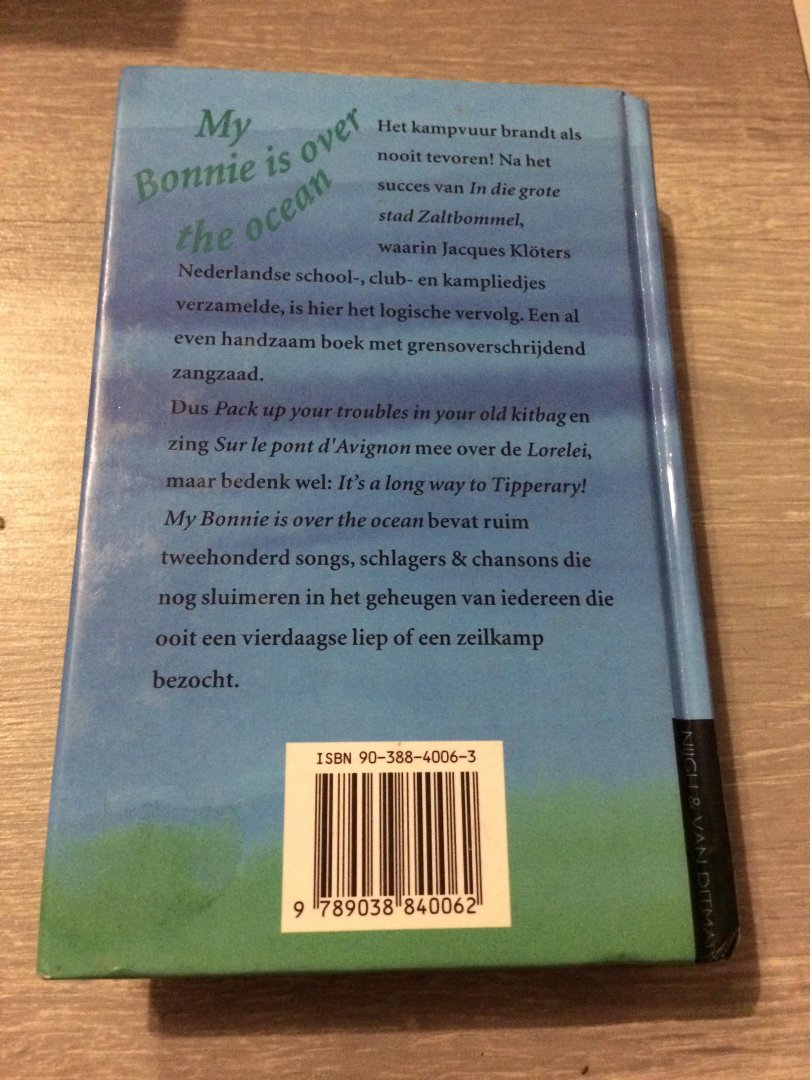 My
Bonnie is over
the ocean
Het kampvuur brandt als
nooit tevoren! Na het
succes van In die grote
stad Zaltbommel,
waarin Jacques Klöters
Nederlandse school-, club- en kampliedjes
verzamelde, is hier het logische vervolg. Een al
even handzaam boek met grensoverschrijdend
zangzaad.
Dus Pack up your troubles in your old kitbag en
zing Sur le pont d'Avignon mee over de Lorelei,
maar bedenk wel: It's a long way to Tipperary!
My Bonnie is over the ocean bevat ruim
tweehonderd songs, schlagers & chansons die
nog sluimeren in het geheugen van iedereen die
ooit een vierdaagse liep of een zeilkamp
bezocht.
ISBN 90-388-4006-3
9 789038 840062
NIJGH & VAN DITMAR